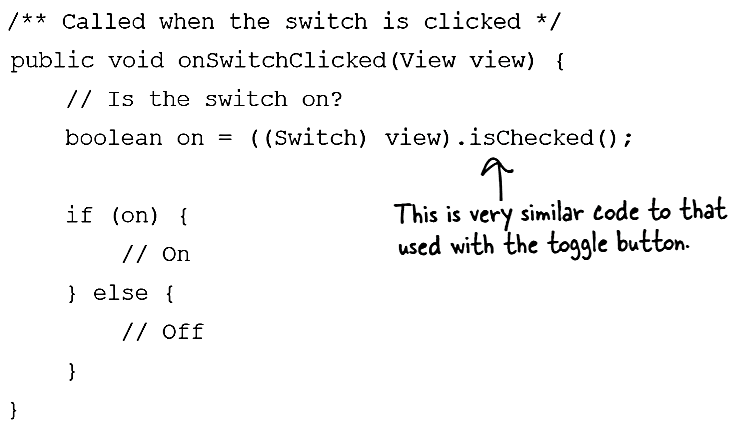 /** Called when the switch is clicked */
public void onSwitchClicked(View view) {
    // Is the switch on?
    boolean on = ((Switch) view).isChecked();
    if (on) {
        // On
    } else {
        // Off
    }
}
This is very similar code to that
used with the toggle button.